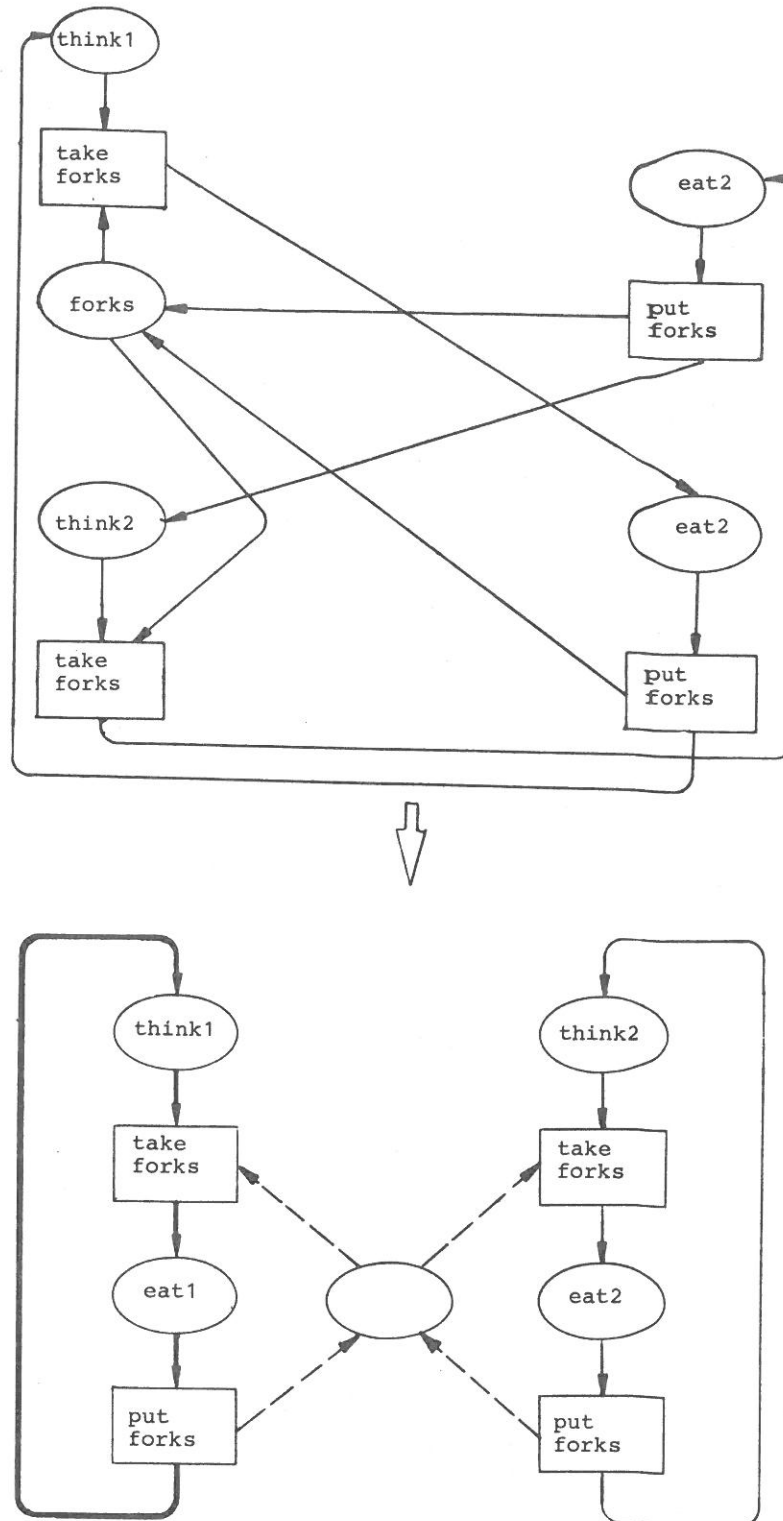 think1
take
forks
eat2
forks
put
forks
think2
eat2
take
forks
put
forks
think1
think2
take
forks
take
forks
eat1
eat2
put
forks
put
forks